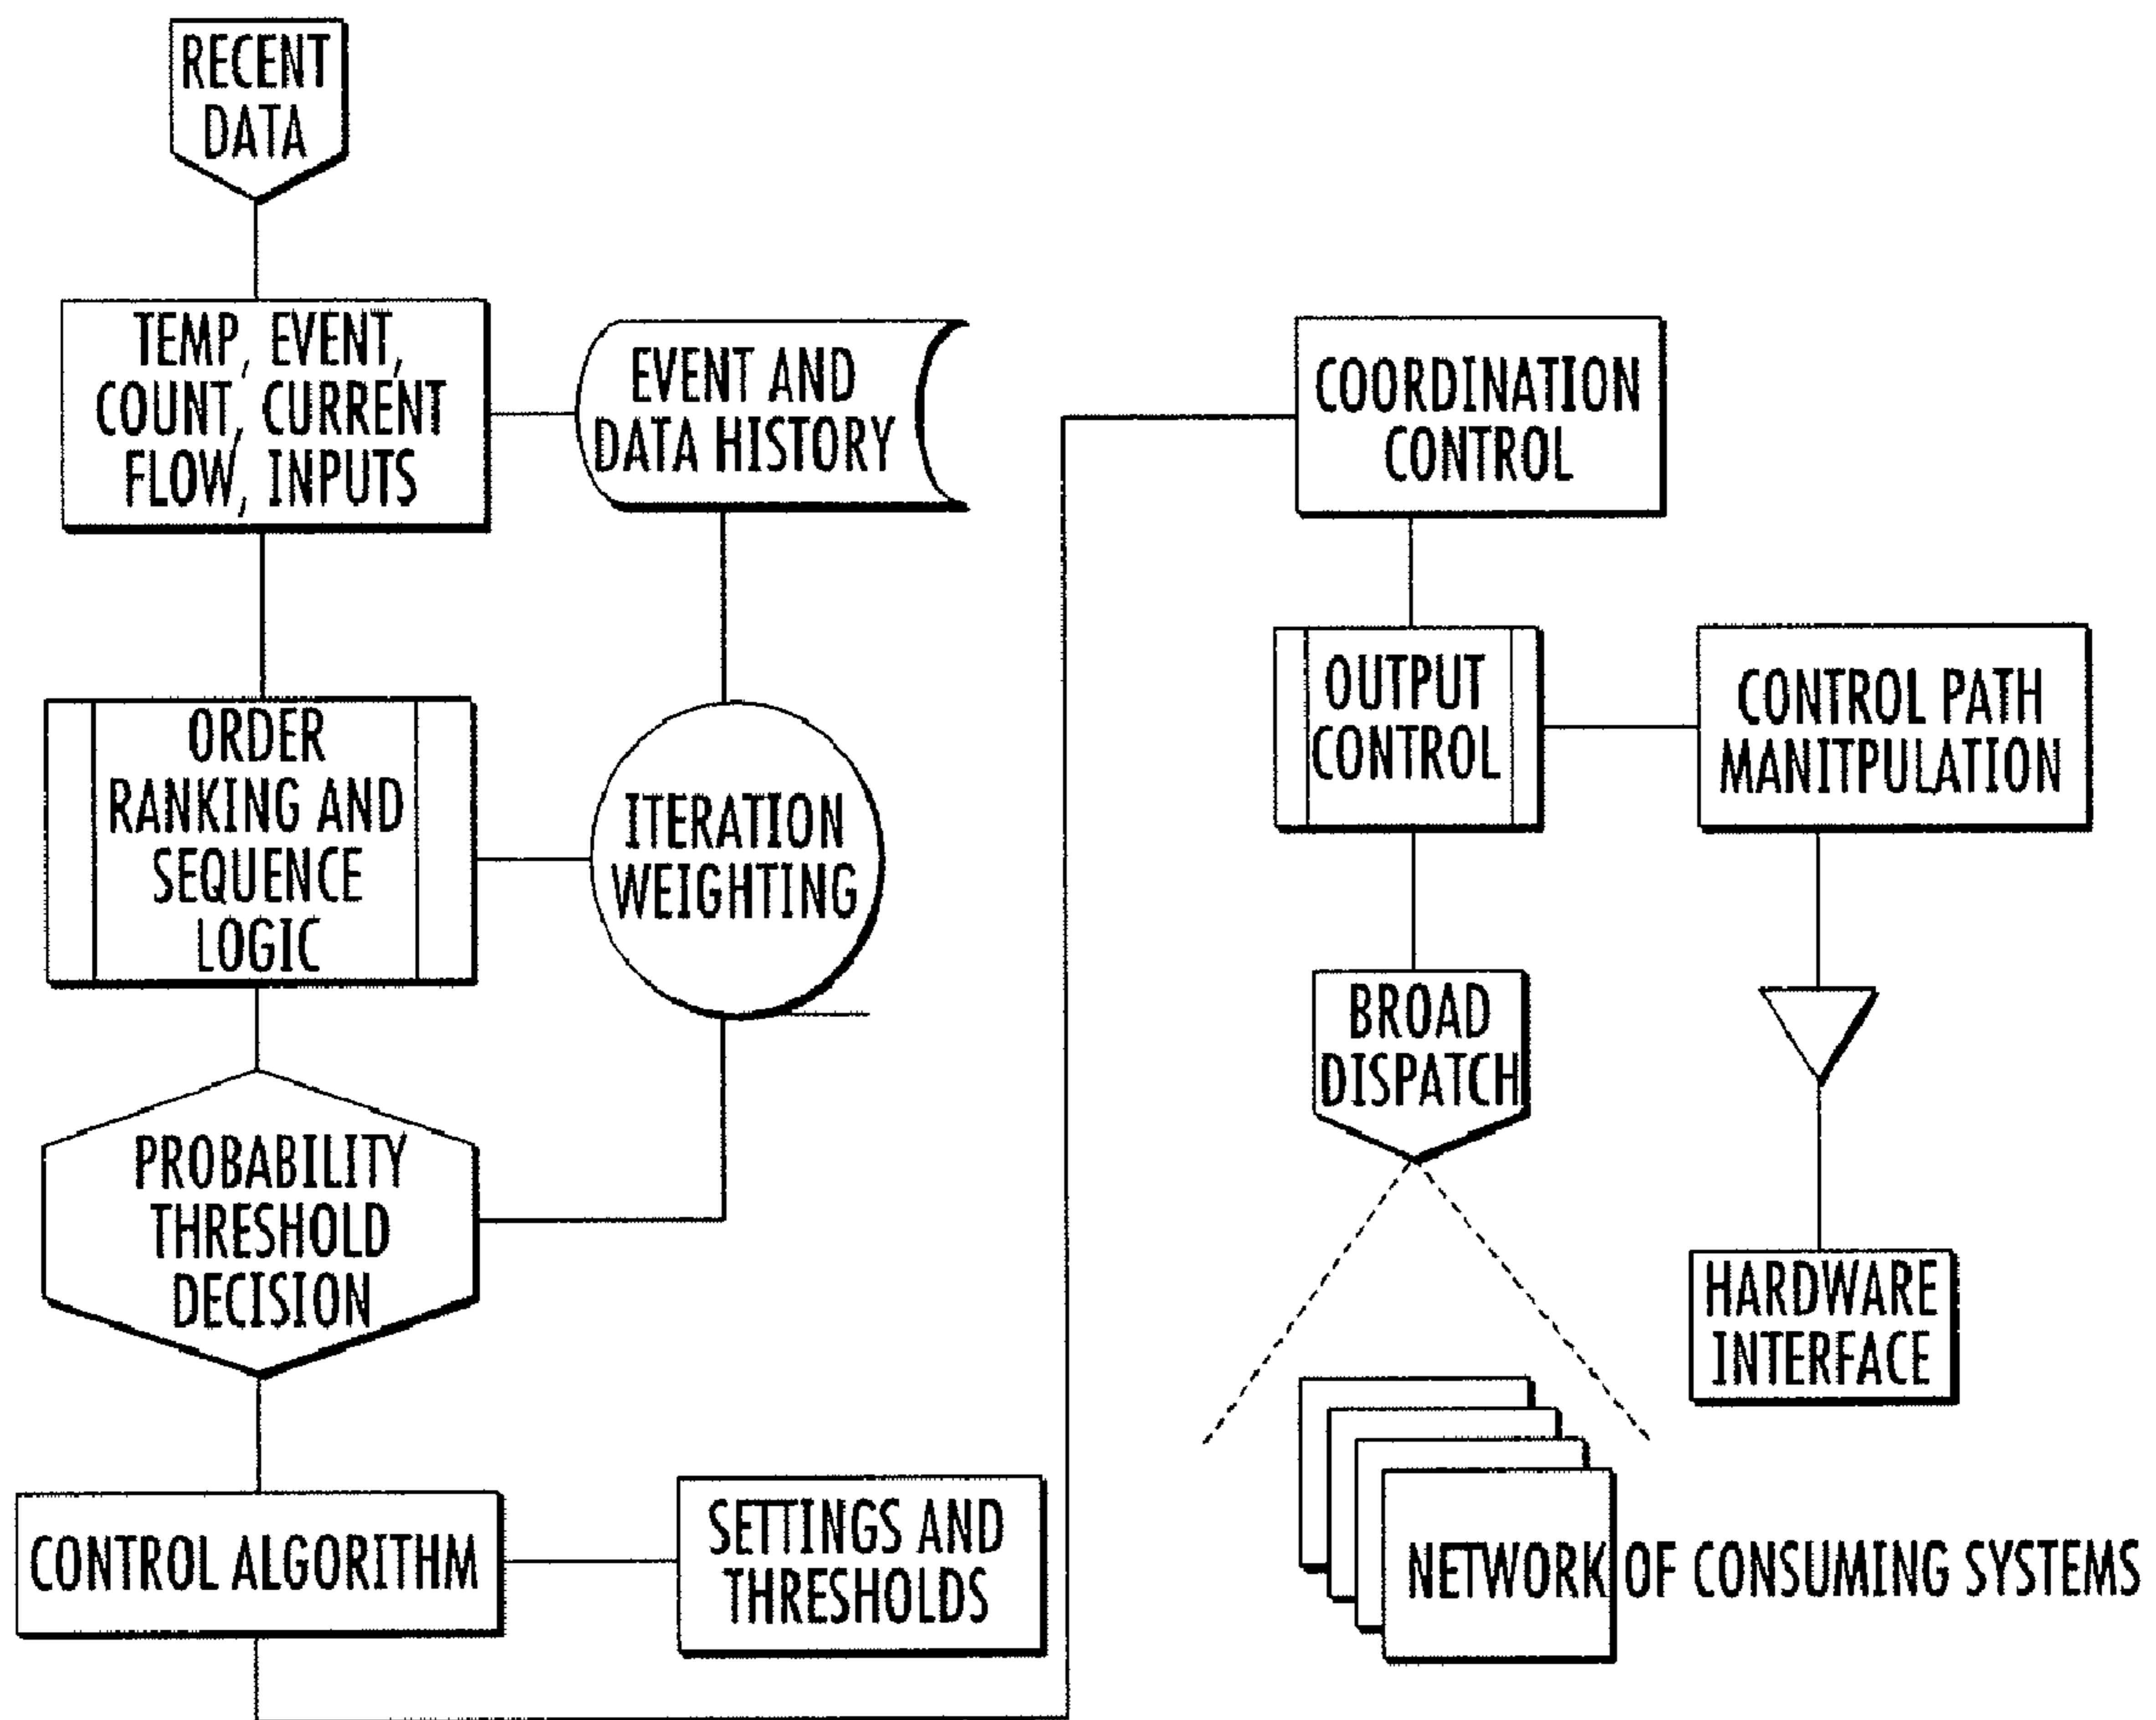 RECENT
DATA
TEMP, EVENT,
COUNT, CURRENT
FLOW, INPUTS
EVENT AND
DATA HISTORY
ORDER
RANKING AND
SEQUENCE
LOGIC
ITERATION
WEIGHTING
PROBABILITY
THRESHOLD
DECISION
CONTROL ALGORITHM
SETTINGS AND
THRESHOLDS
COORDINATION
CONTROL
OUTPUT
CONTROL
CONTROL PATH
MANITPULATION
BROAD
DISPATCH
HARDWARE
INTERFACE
NETWORK OF CONSUMING SYSTEMS